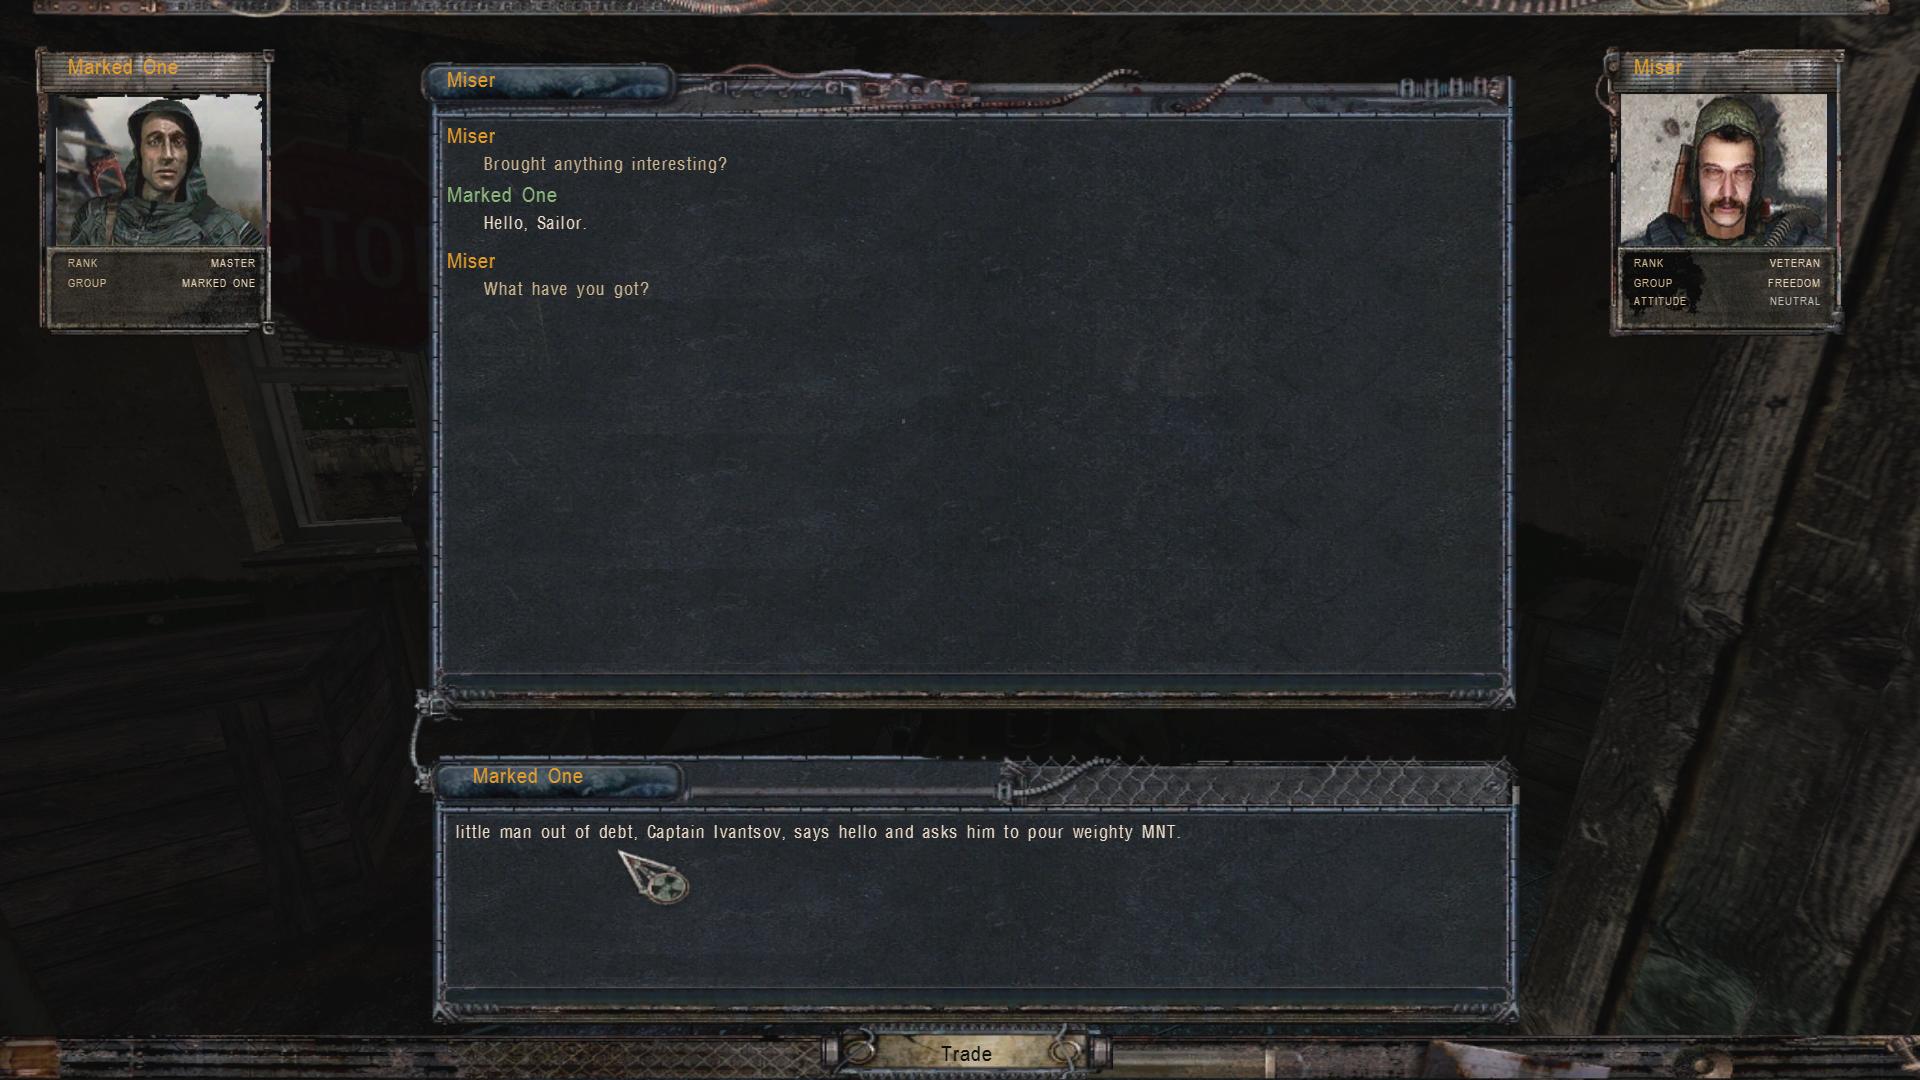 Marked One
Miser
Miser
Miser
Brought anything interesting?
Marked One
Hello, Sailor.
Miser
What have you got?
RANK MASTER
GROUP MARKED ONE
RANK VETERAN
GROUP FREEDOM
ATTITUDE NEUTRAL
Marked One
little man out of debt, Captain Ivantsov, says hello and asks him to pour weighty MNT.
Trade